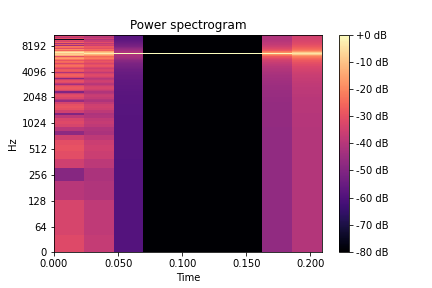 Power spectrogram
8192
4096
2048
1024
512
256
128
64
0
Hz
0.000 0.050 0.100 0.150 0.200
Time
+0 dB
-10 dB
-20 dB
-30 dB
-40 dB
-50 dB
-60 dB
-70 dB
-80 dB